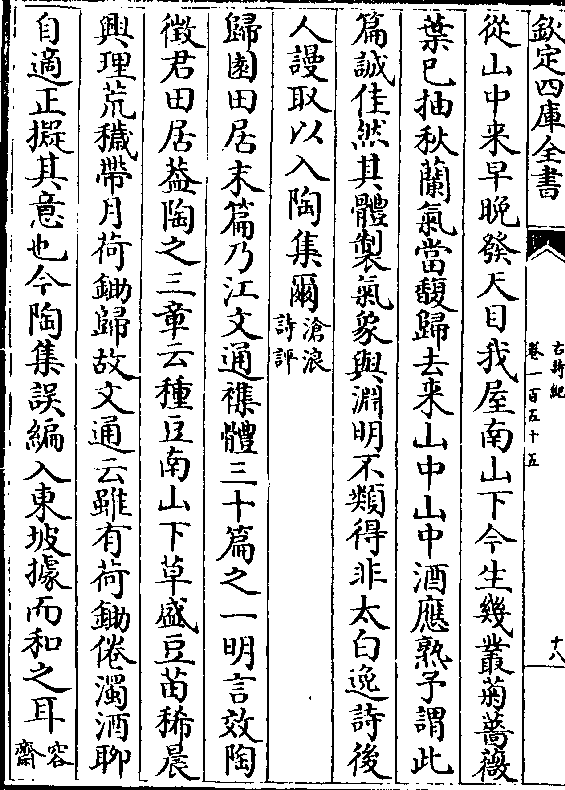 欽定四庫全書
古詩紀
卷一百五十五
十八
從山中来早晚發天目我屋南山下今生㡬叢菊薔薇
葉已抽秋蘭氣當馥歸去来山中山中酒應熟予謂此
篇誠佳然其體製氣象與淵明不類得非太白逸詩後
人謾取以入陶集爾滄浪詩評
歸園田居末篇乃江文通襍體三十篇之一明言效陶
徴君田居葢陶之三章云種豆南山下草盛豆苗稀晨
興理荒穢帶月荷鋤歸故文通云雖有荷鋤倦濁酒聊
自適正擬其意也今陶集誤編入東坡據而和之耳容齋